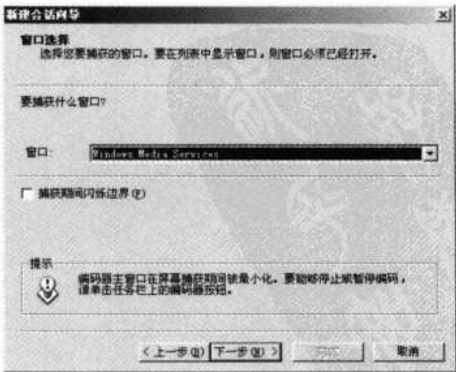 新建会话向导
窗口选择
选择您要捕获的窗口。要在列表中显示窗口，则窗口必须已经打开。
要捕获什么窗口?
窗口:
Windows Media Services
捕获期间闪烁边界(F)
提示
编码器主窗口在屏幕捕获期间被最小化。要能够停止或暂停编码，
请单击任务栏上的编码器按钮。
<上一步(B) 下一步(N)> 完成 取消